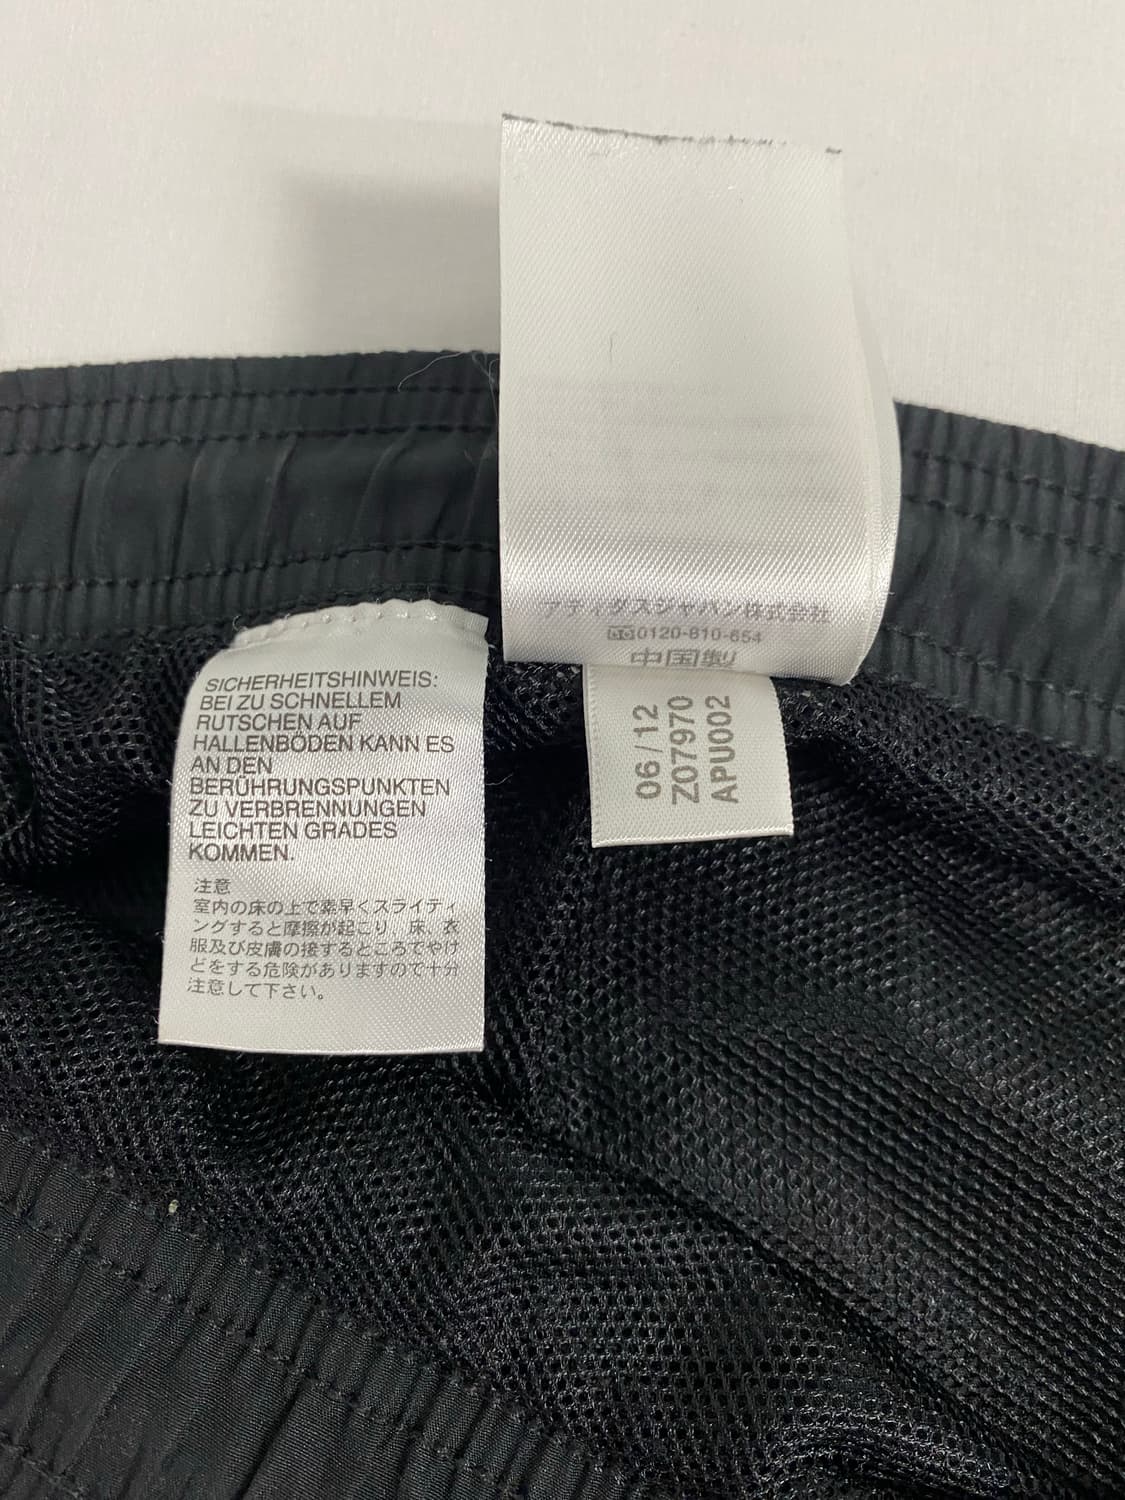 アディダスジャパン株式会社
0120-810-654
中国製
SICHERHEITSHINWEIS:
BEI ZU SCHNELLEM
RUTSCHEN AUF
HALLENBÖDEN KANN ES
AN DEN
BERÜHRUNGSPUNKTEN
ZU VERBRENNUNGEN
LEICHTEN GRADES
KOMMEN.
注意
室内の床の上で素早くスライディ
ングすると摩擦が起こり 床、衣
服及び皮膚の接するところでやけ
どをする危険がありますので十分
注意して下さい。
06/12
Z07970
APU002